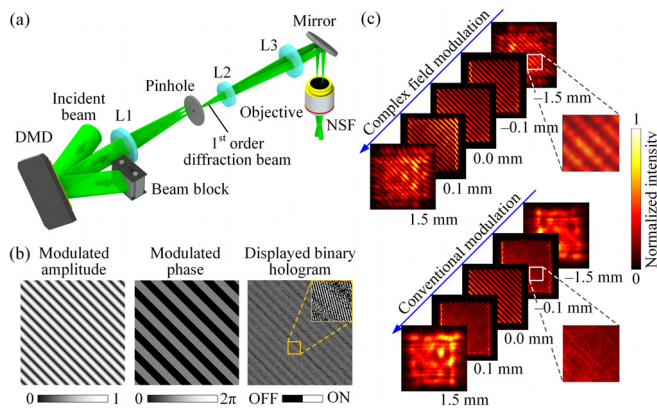 (a)
Mirror
L3
L2
Pinhole
L1
Incident
beam
DMD
Objective
NSF
1st order
diffraction beam
Beam block
(b)
Modulated
amplitude
Modulated
phase
Displayed binary
hologram
0 1
0 2π
OFF ON
(c)
Complex field modulation
−1.5 mm
−0.1 mm
0.0 mm
0.1 mm
1.5 mm
Conventional modulation
−1.5 mm
−0.1 mm
0.0 mm
0.1 mm
1.5 mm
1
Normalized intensity
0